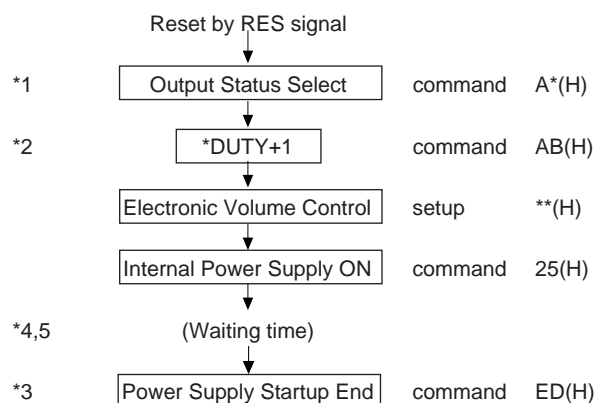 Reset by RES signal
*1 Output Status Select command A*(H)
*2 *DUTY+1 command AB(H)
Electronic Volume Control setup **(H)
Internal Power Supply ON command 25(H)
*4,5 (Waiting time)
*3 Power Supply Startup End command ED(H)